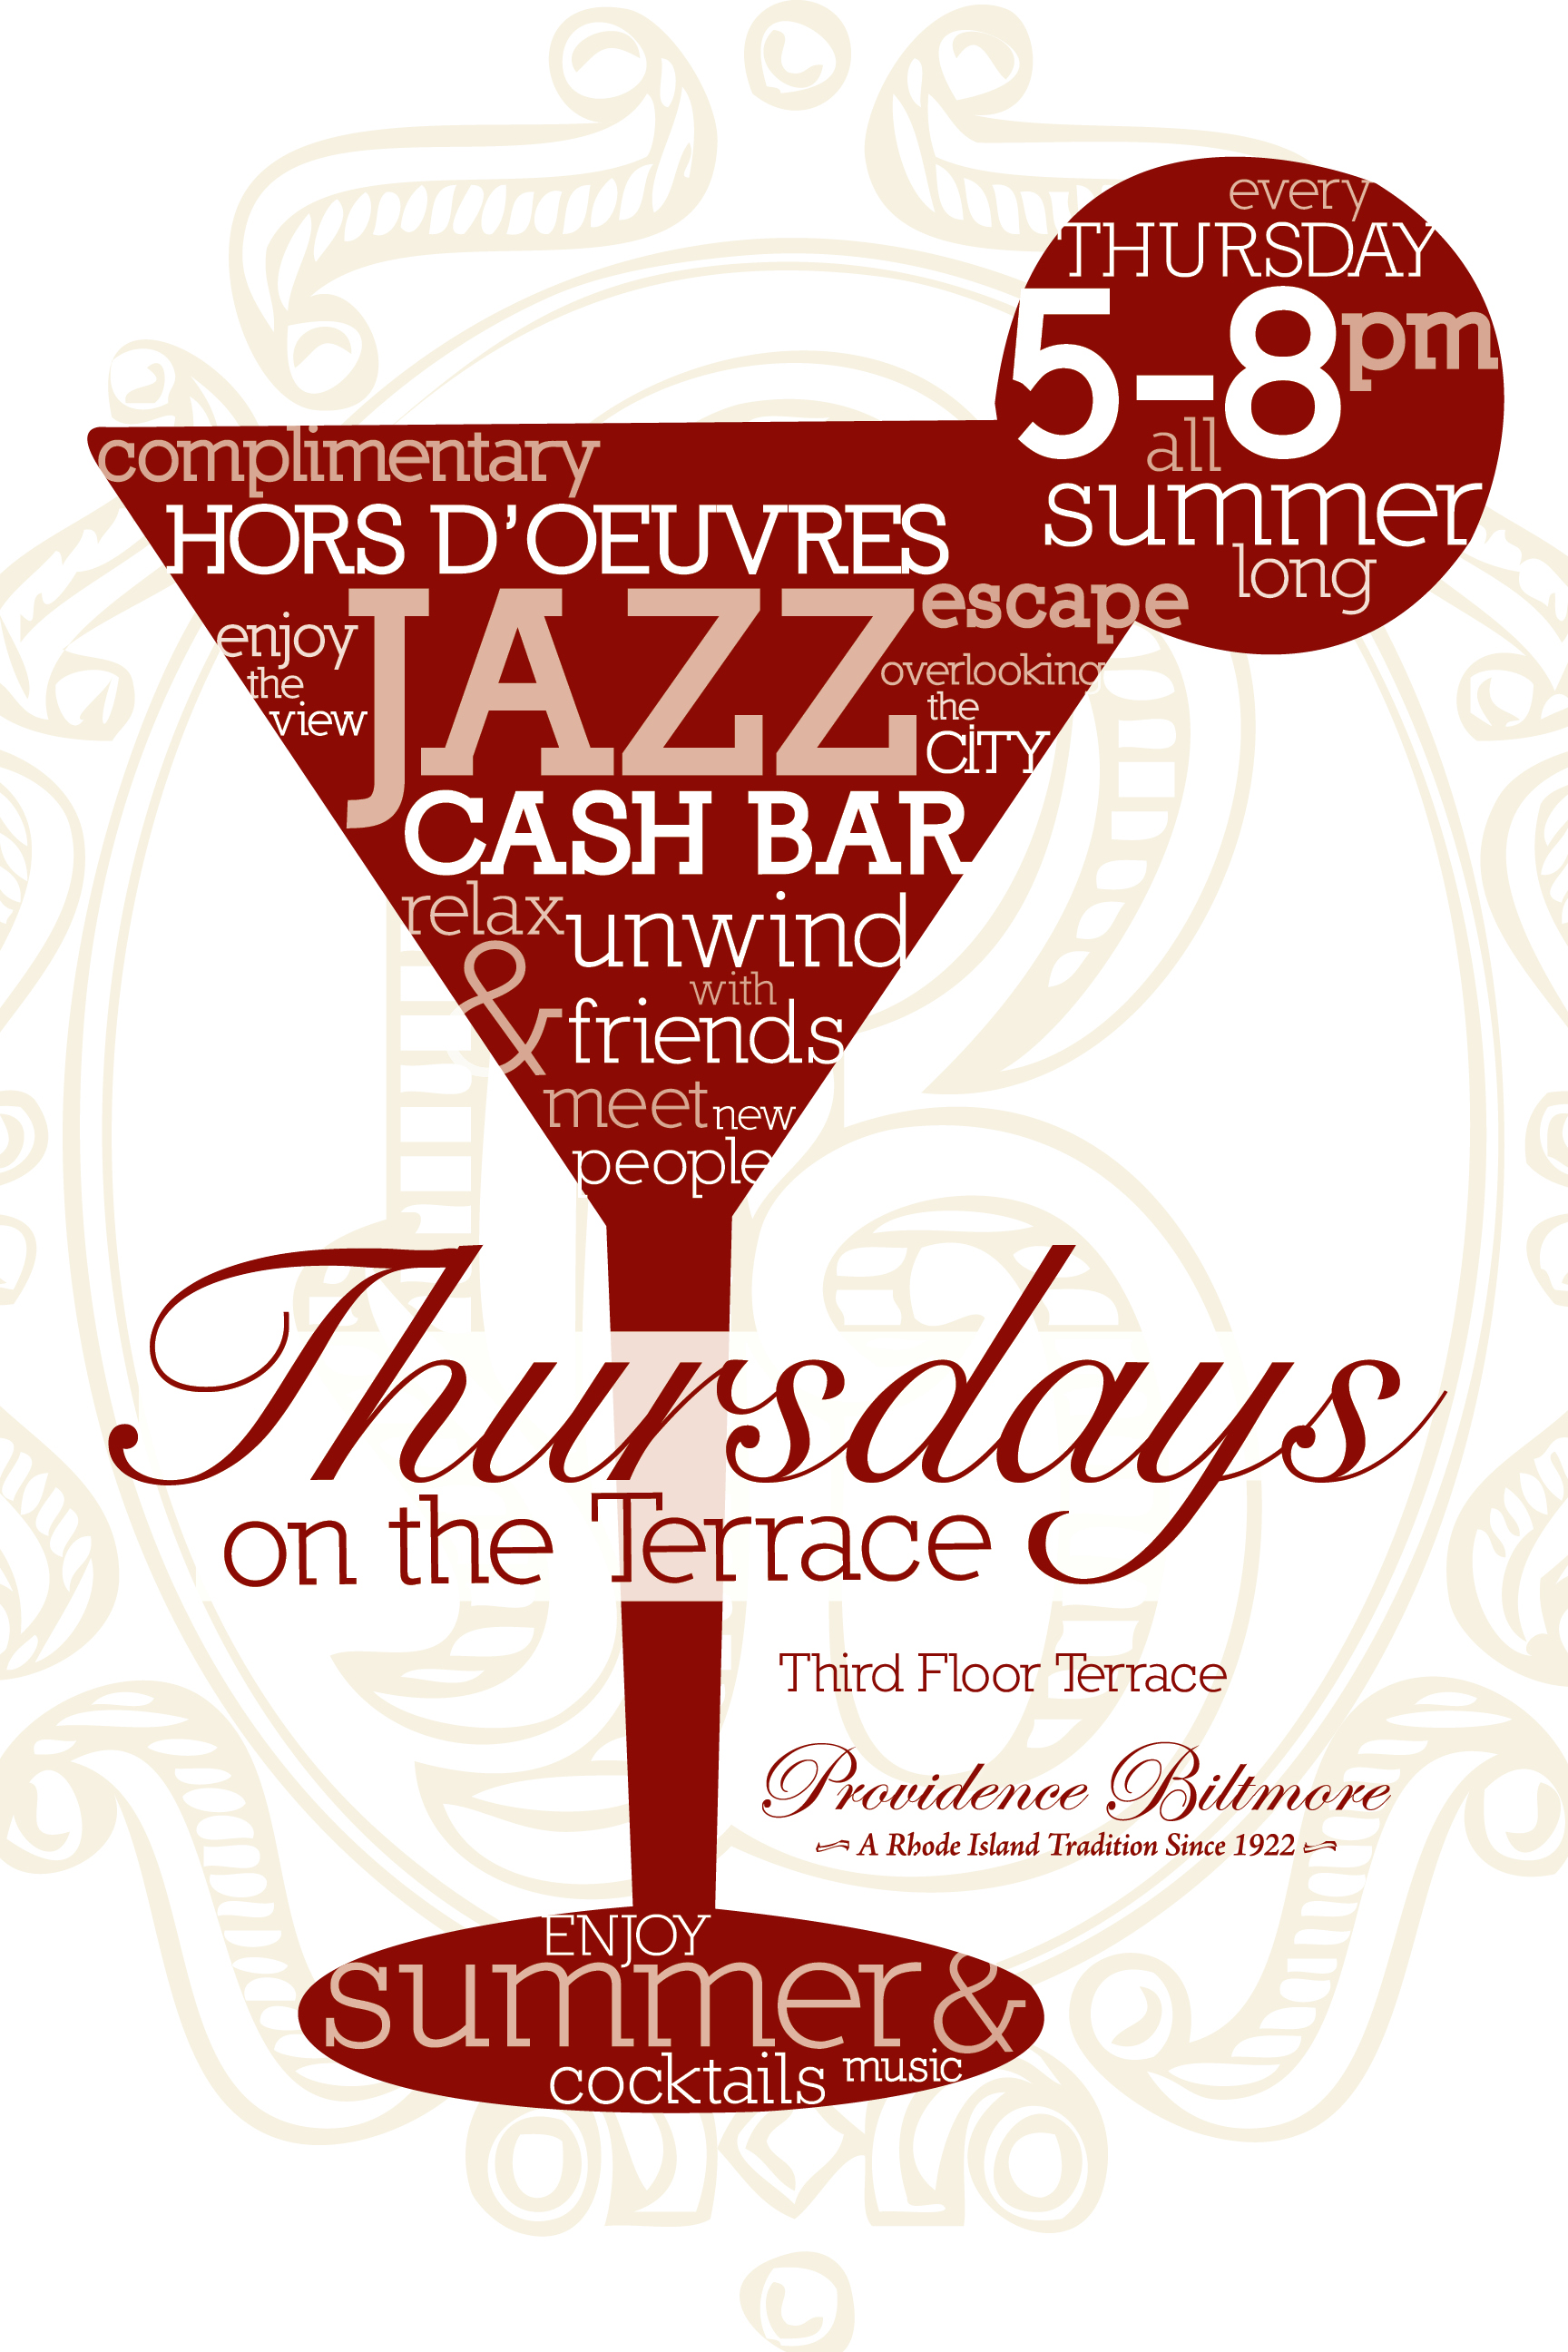 every
THURSDAY
5-8pm
all
summer
long
complimentary
HORS D'OEUVRES
JAZZ
escape
enjoy
the
view
overlooking
the
CiTY
CASH BAR
relax unwind
& with
friends
meet new
people
Thursdays
on the Terrace
Third Floor Terrace
Providence Biltmore
A Rhode Island Tradition Since 1922
ENJOY
summer &
cocktails music